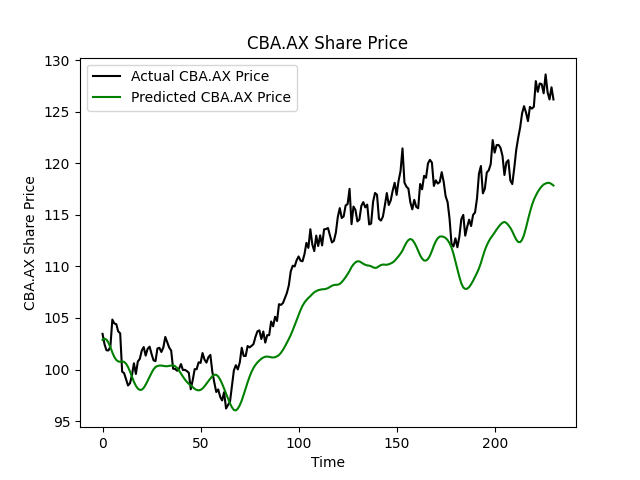 CBA.AX Share Price
Actual CBA.AX Price
Predicted CBA.AX Price
CBA.AX Share Price
130
125
120
115
110
105
100
95
0 50 100 150 200
Time